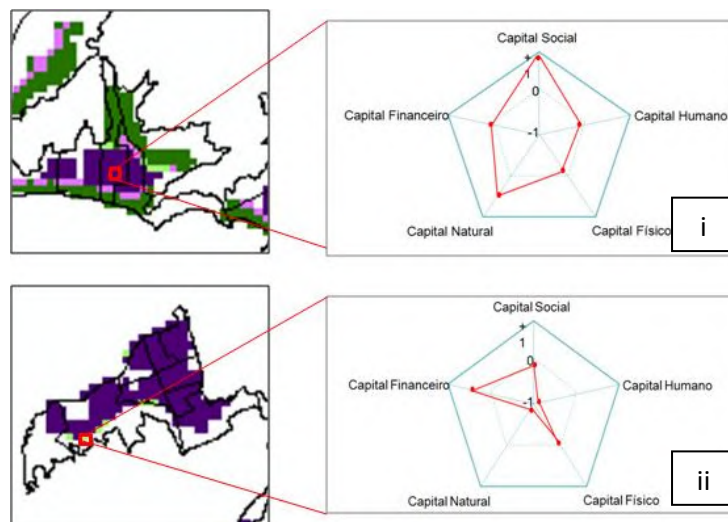 Capital Social
+
1
0
-1
Capital Financeiro
Capital Humano
Capital Natural
Capital Físico
i
Capital Social
+
1
0
-1
Capital Financeiro
Capital Humano
Capital Natural
Capital Físico
ii